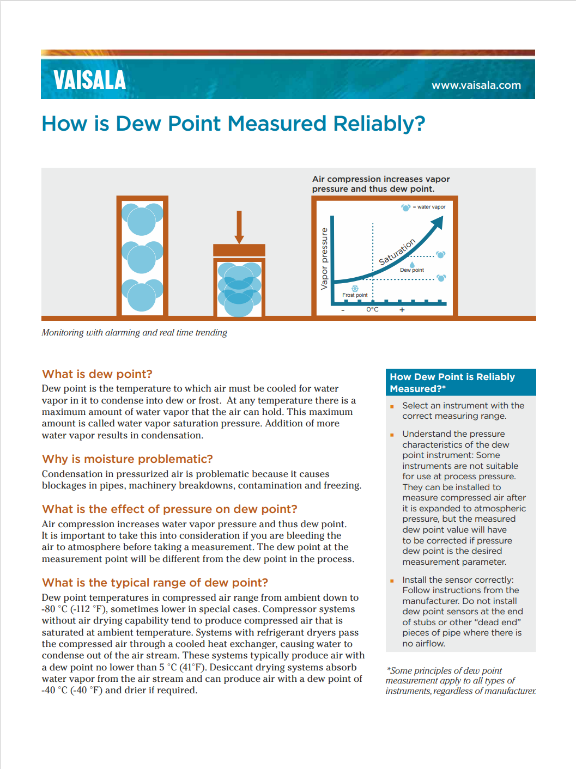 VAISALA
www.vaisala.com
How is Dew Point Measured Reliably?
Air compression increases vapor
pressure and thus dew point.
= water vapor
Vapor pressure
Saturation
Dew point
Frost point
- 0°C +
Monitoring with alarming and real time trending
What is dew point?
Dew point is the temperature to which air must be cooled for water
vapor in it to condense into dew or frost. At any temperature there is a
maximum amount of water vapor that the air can hold. This maximum
amount is called water vapor saturation pressure. Addition of more
water vapor results in condensation.
Why is moisture problematic?
Condensation in pressurized air is problematic because it causes
blockages in pipes, machinery breakdowns, contamination and freezing.
What is the effect of pressure on dew point?
Air compression increases water vapor pressure and thus dew point.
It is important to take this into consideration if you are bleeding the
air to atmosphere before taking a measurement. The dew point at the
measurement point will be different from the dew point in the process.
What is the typical range of dew point?
Dew point temperatures in compressed air range from ambient down to
-80 °C (-112 °F), sometimes lower in special cases. Compressor systems
without air drying capability tend to produce compressed air that is
saturated at ambient temperature. Systems with refrigerant dryers pass
the compressed air through a cooled heat exchanger, causing water to
condense out of the air stream. These systems typically produce air with
a dew point no lower than 5 °C (41°F). Desiccant drying systems absorb
water vapor from the air stream and can produce air with a dew point of
-40 °C (-40 °F) and drier if required.
How Dew Point is Reliably
Measured?*
• Select an instrument with the
correct measuring range.
• Understand the pressure
characteristics of the dew
point instrument: Some
instruments are not suitable
for use at process pressure.
They can be installed to
measure compressed air after
it is expanded to atmospheric
pressure, but the measured
dew point value will have
to be corrected if pressure
dew point is the desired
measurement parameter.
• Install the sensor correctly:
Follow instructions from the
manufacturer. Do not install
dew point sensors at the end
of stubs or other "dead end"
pieces of pipe where there is
no airflow.
*Some principles of dew point
measurement apply to all types of
instruments, regardless of manufacturer.